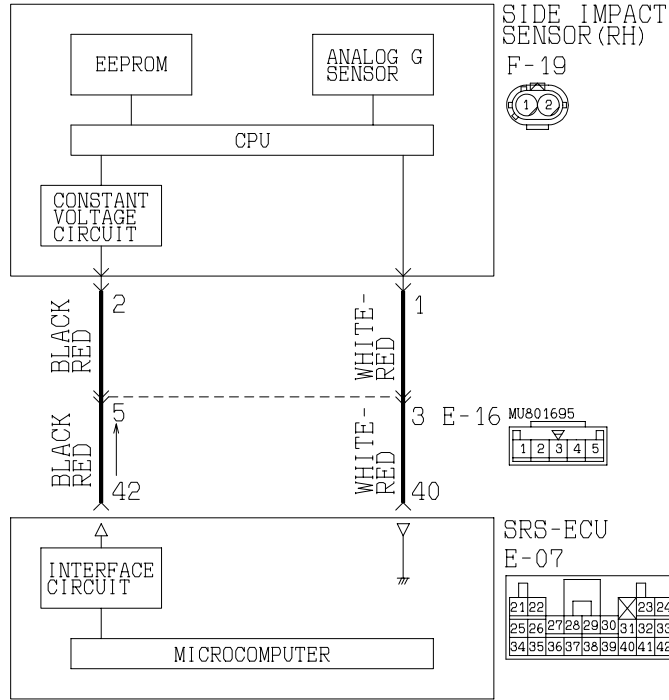 SIDE IMPACT
SENSOR(RH)
F-19
1 2
EEPROM
ANALOG G
SENSOR
CPU
CONSTANT
VOLTAGE
CIRCUIT
2
1
BLACK
RED
WHITE-
RED
5
3 E-16
MU801695
1 2 3 4 5
BLACK
RED
WHITE-
RED
42
40
SRS-ECU
E-07
INTERFACE
CIRCUIT
MICROCOMPUTER
21 22 23 24
25 26 27 28 29 30 31 32 33
34 35 36 37 38 39 40 41 42